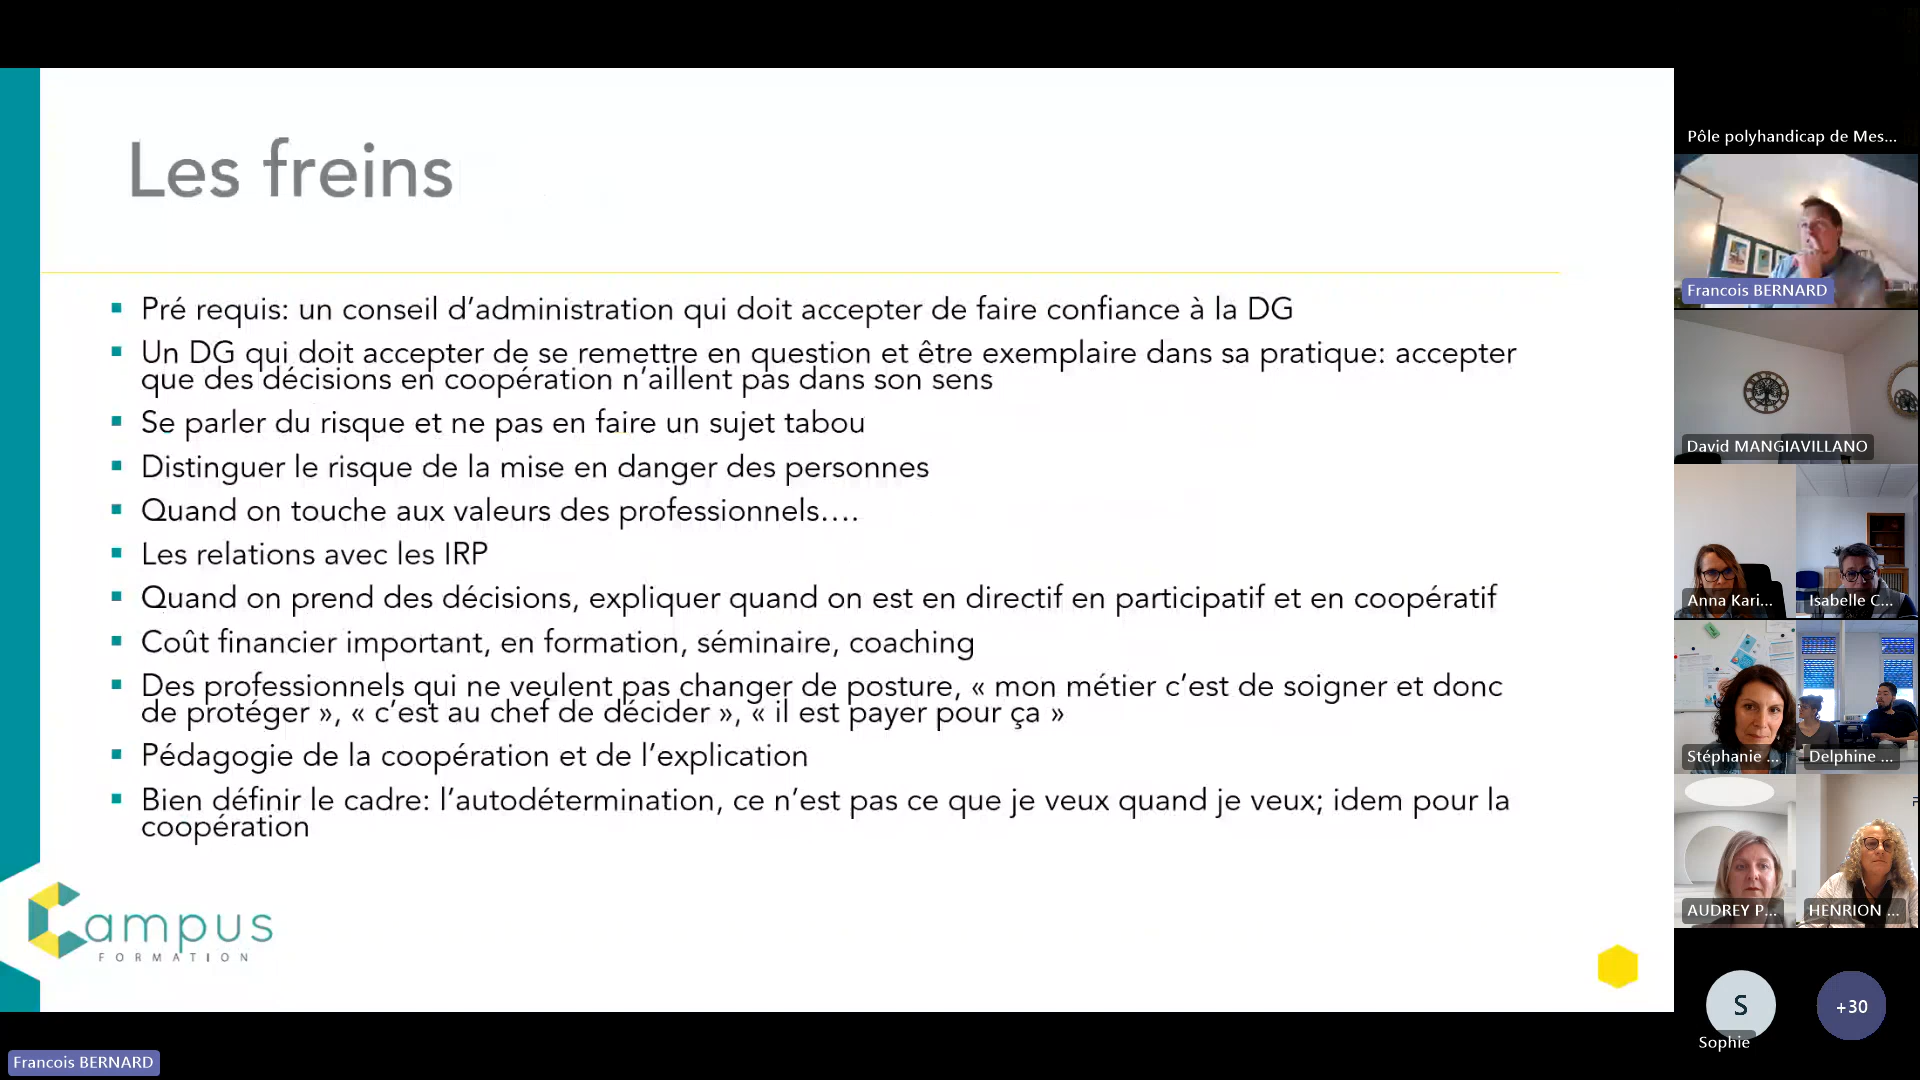 Les freins
Pré requis: un conseil d’administration qui doit accepter de faire confiance à la DG
Un DG qui doit accepter de se remettre en question et être exemplaire dans sa pratique: accepter
que des décisions en coopération n’aillent pas dans son sens
Se parler du risque et ne pas en faire un sujet tabou
Distinguer le risque de la mise en danger des personnes
Quand on touche aux valeurs des professionnels….
Les relations avec les IRP
Quand on prend des décisions, expliquer quand on est en directif en participatif et en coopératif
Coût financier important, en formation, séminaire, coaching
Des professionnels qui ne veulent pas changer de posture, « mon métier c’est de soigner et donc
de protéger », « c’est au chef de décider », « il est payer pour ça »
Pédagogie de la coopération et de l’explication
Bien définir le cadre: l’autodétermination, ce n’est pas ce que je veux quand je veux; idem pour la
coopération
Campus
FORMATION
Francois BERNARD
Pôle polyhandicap de Mes...
Francois BERNARD
David MANGIAVILLANO
Anna Kari...
Isabelle C...
Stéphanie ...
Delphine ...
AUDREY P...
HENRION ...
S
Sophie
+30